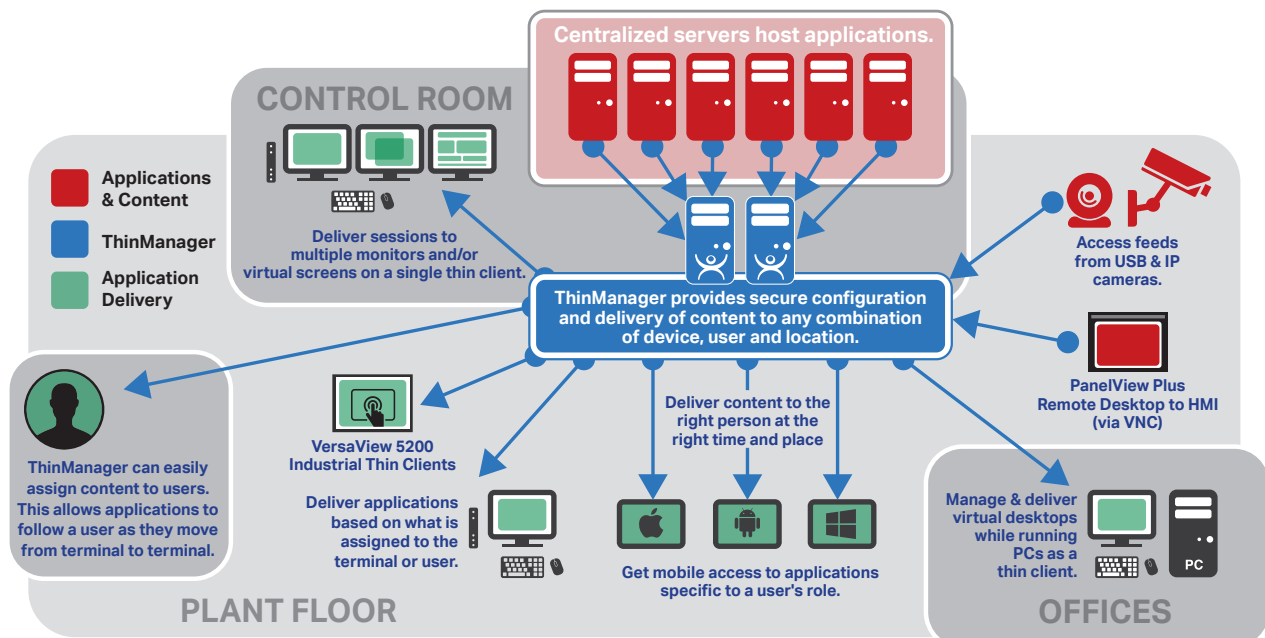 Centralized servers host applications.
CONTROL ROOM
Deliver sessions to
multiple monitors and/or
virtual screens on a single thin client.
Applications
& Content
ThinManager
Application
Delivery
Access feeds
from USB & IP
cameras.
ThinManager provides secure configuration
and delivery of content to any combination
of device, user and location.
PanelView Plus
Remote Desktop to HMI
(via VNC)
ThinManager can easily
assign content to users.
This allows applications to
follow a user as they move
from terminal to terminal.
VersaView 5200
Industrial Thin Clients
Deliver applications
based on what is
assigned to the
terminal or user.
Deliver content to the
right person at the
right time and place
Get mobile access to applications
specific to a user's role.
Manage & deliver
virtual desktops
while running
PCs as a
thin client.
PC
PLANT FLOOR
OFFICES